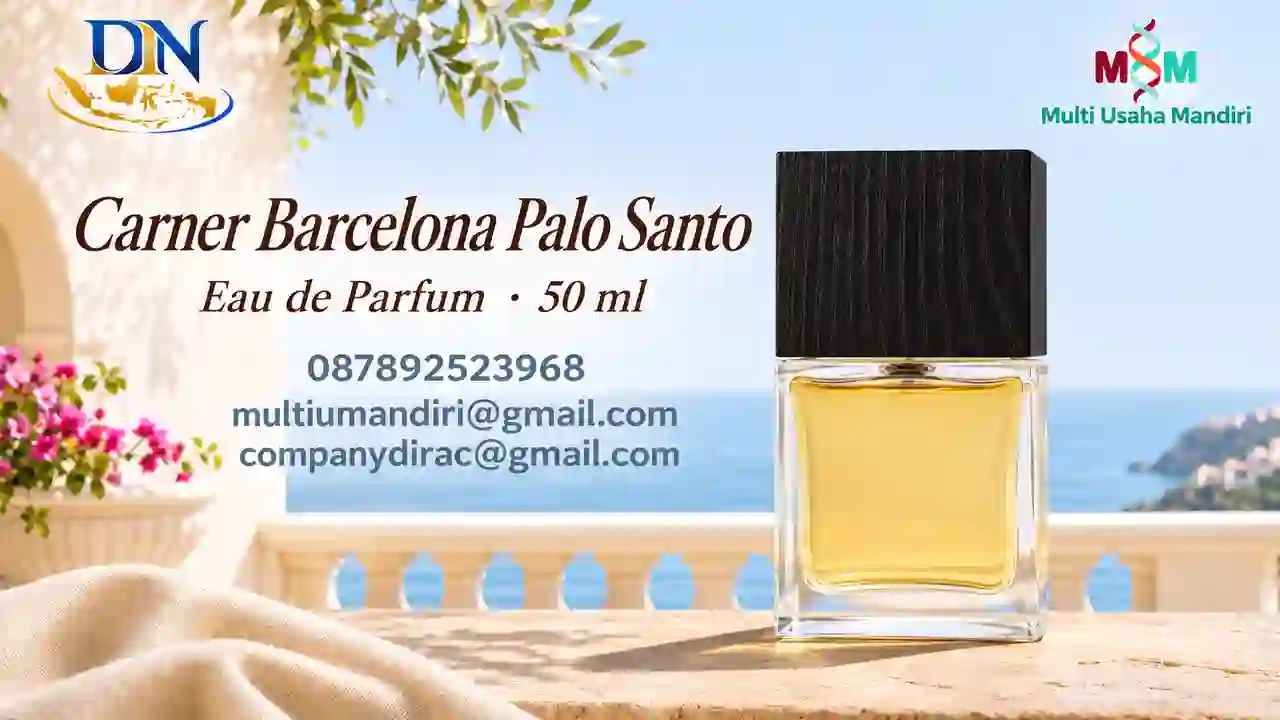 DN
M M
Multi Usaha Mandiri
Carner Barcelona Palo Santo
Eau de Parfum · 50 ml
087892523968
multiumandiri@gmail.com
companydirac@gmail.com